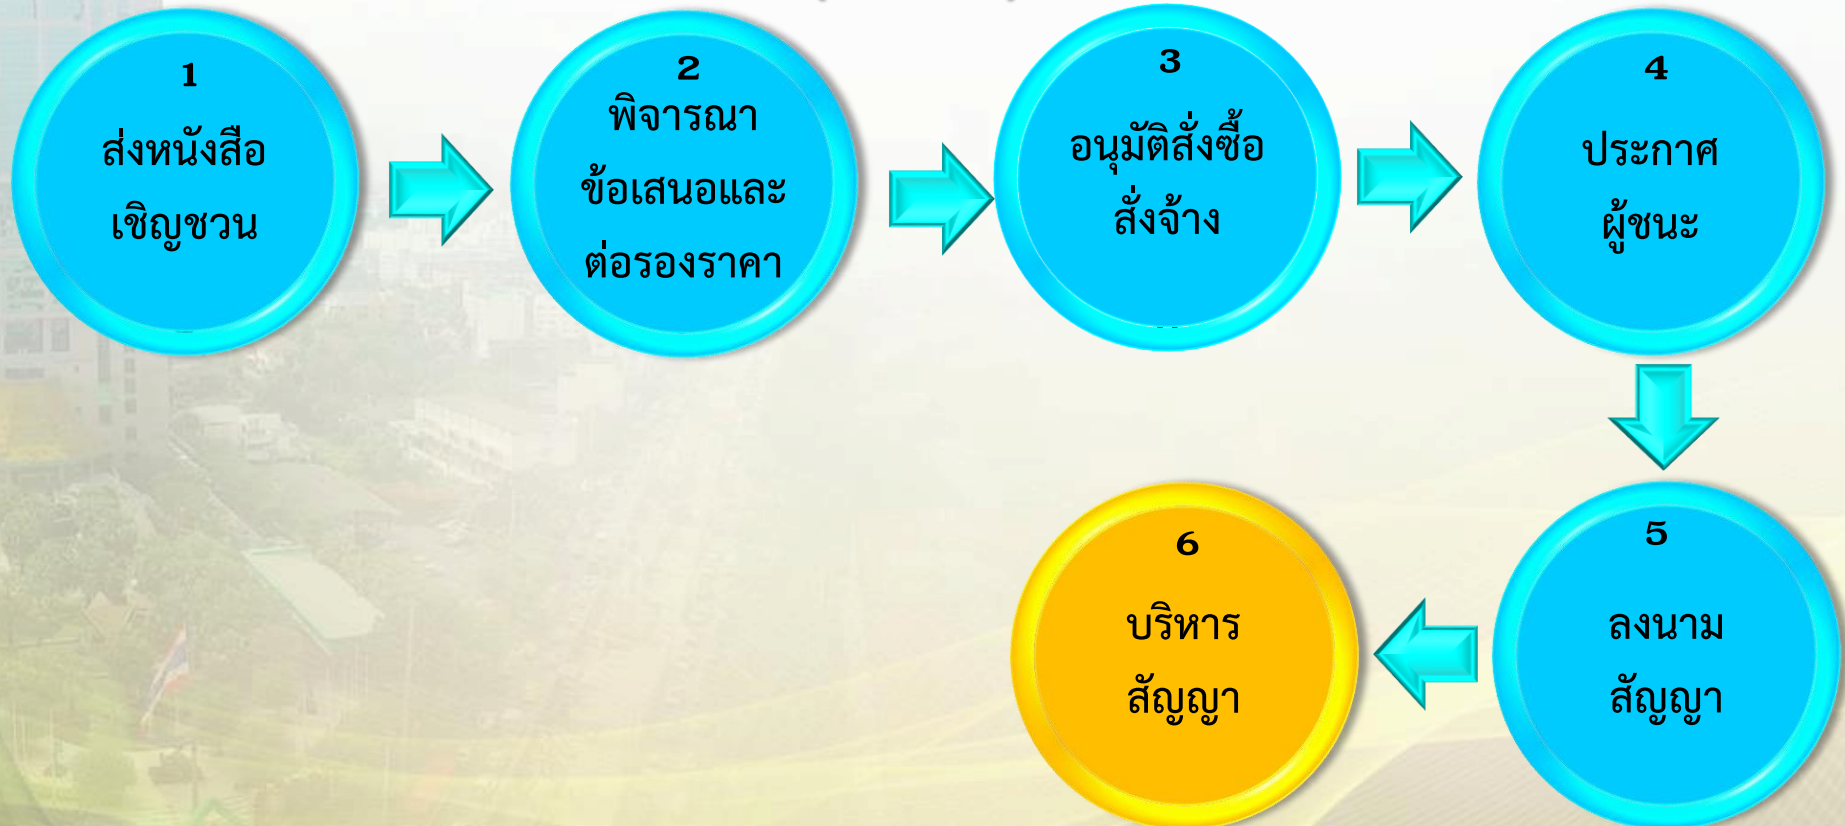 1
ส่งหนังสือ
เชิญชวน
2
พิจารณา
ข้อเสนอและ
ต่อรองราคา
3
อนุมัติสั่งซื้อ
สั่งจ้าง
4
ประกาศ
ผู้ชนะ
5
ลงนาม
สัญญา
6
บริหาร
สัญญา